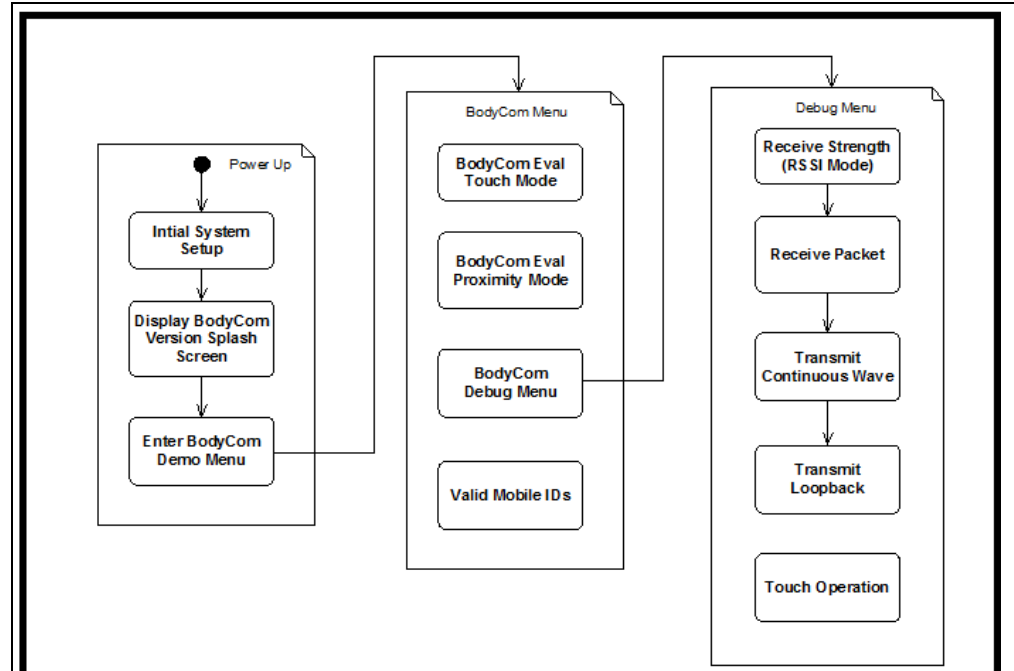 Power Up
Intial System
Setup
Display BodyCom
Version Splash
Screen
Enter BodyCom
Demo Menu
BodyCom Menu
BodyCom Eval
Touch Mode
BodyCom Eval
Proximity Mode
BodyCom
Debug Menu
Valid Mobile IDs
Debug Menu
Receive Strength
(RSSI Mode)
Receive Packet
Transmit
Continuous Wave
Transmit
Loopback
Touch Operation